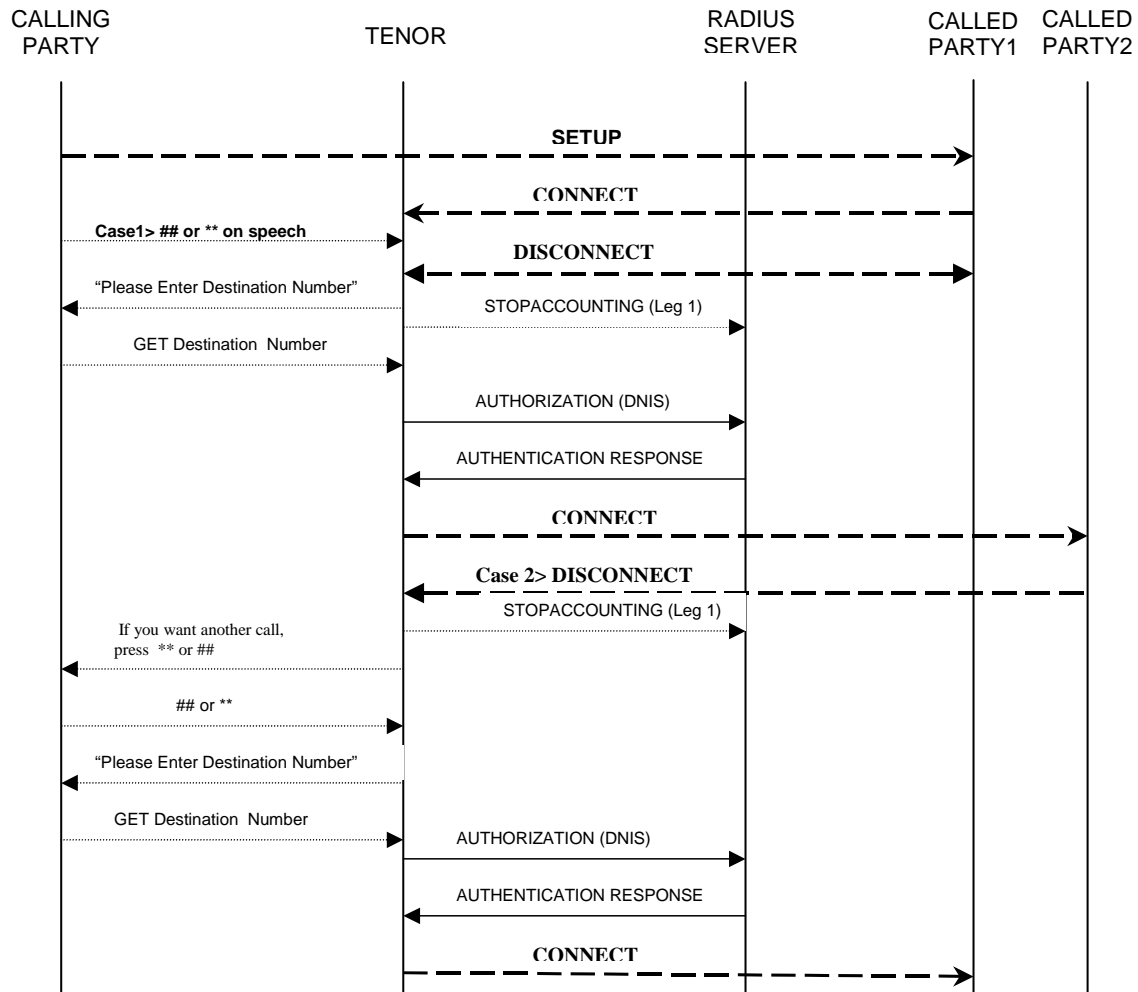 CALLING
PARTY
TENOR
RADIUS
SERVER
CALLED
PARTY1
CALLED
PARTY2
SETUP
CONNECT
Case1> ## or ** on speech
DISCONNECT
“Please Enter Destination Number”
STOPACCOUNTING (Leg 1)
GET Destination Number
AUTHORIZATION (DNIS)
AUTHENTICATION RESPONSE
CONNECT
Case 2> DISCONNECT
STOPACCOUNTING (Leg 1)
If you want another call,
press ** or ##
## or **
“Please Enter Destination Number”
GET Destination Number
AUTHORIZATION (DNIS)
AUTHENTICATION RESPONSE
CONNECT